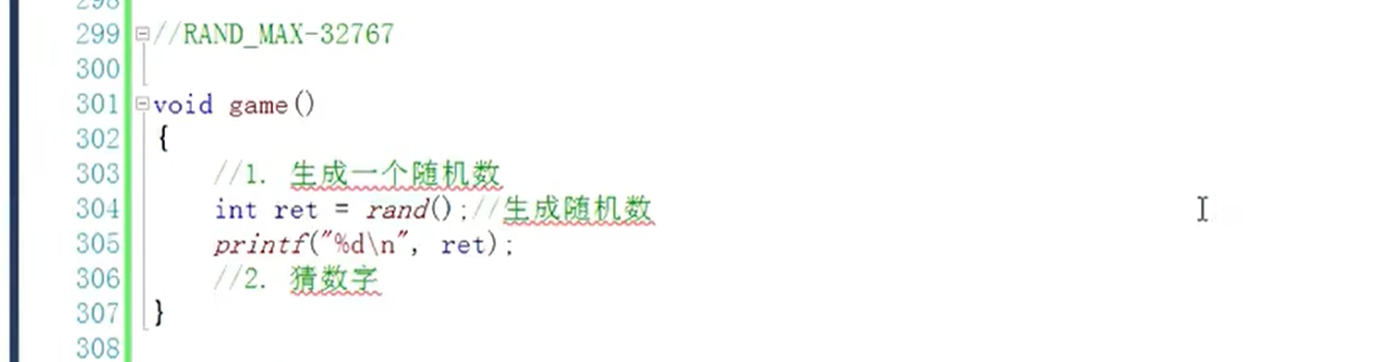 298
299 //RAND_MAX-32767
300
301 void game()
302 {
303 //1. 生成一个随机数
304 int ret = rand();//生成随机数
305 printf("%d\n", ret);
306 //2. 猜数字
307 }
308